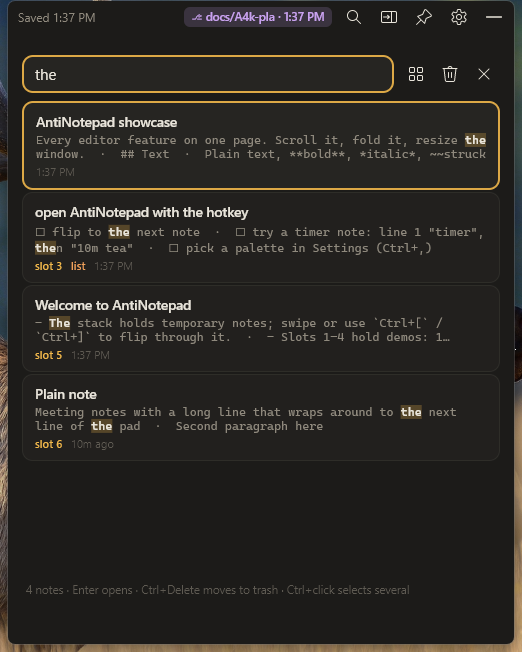 Saved 1:37 PM
docs/A4k-pla · 1:37 PM
the
AntiNotepad showcase
Every editor feature on one page. Scroll it, fold it, resize the
window.  ·  ## Text  ·  Plain text, **bold**, *italic*, ~~struck
1:37 PM
open AntiNotepad with the hotkey
☐ flip to the next note  ·  ☐ try a timer note: line 1 "timer",
then "10m tea"  ·  ☐ pick a palette in Settings (Ctrl+,)
slot 3  list  1:37 PM
Welcome to AntiNotepad
- The stack holds temporary notes; swipe or use `Ctrl+[` /
`Ctrl+]` to flip through it.  ·  - Slots 1-4 hold demos: 1…
slot 5  1:37 PM
Plain note
Meeting notes with a long line that wraps around to the next
line of the pad  ·  Second paragraph here
slot 6  10m ago
4 notes · Enter opens · Ctrl+Delete moves to trash · Ctrl+click selects several